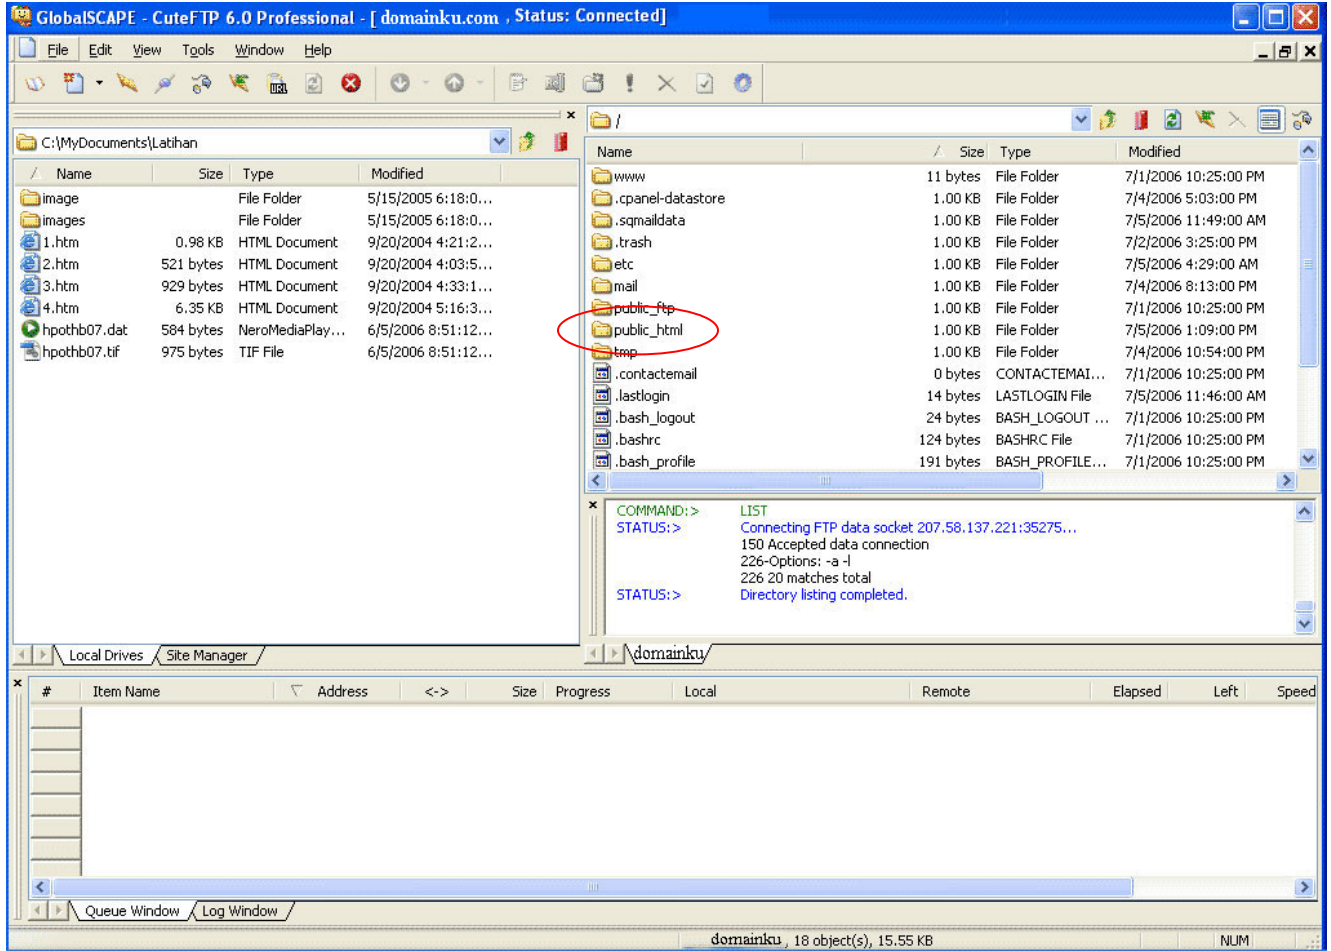 GlobalSCAPE - CuteFTP 6.0 Professional - [ domainku.com , Status: Connected]
File Edit View Tools Window Help
URL
C:\MyDocuments\Latihan
Name Size Type Modified
image File Folder 5/15/2005 6:18:0...
images File Folder 5/15/2005 6:18:0...
1.htm 0.98 KB HTML Document 9/20/2004 4:21:2...
2.htm 521 bytes HTML Document 9/20/2004 4:03:5...
3.htm 929 bytes HTML Document 9/20/2004 4:33:1...
4.htm 6.35 KB HTML Document 9/20/2004 5:16:3...
hpothb07.dat 584 bytes NeroMediaPlay... 6/5/2006 8:51:12...
hpothb07.tif 975 bytes TIF File 6/5/2006 8:51:12...
Local Drives Site Manager
/
Name Size Type Modified
www 11 bytes File Folder 7/1/2006 10:25:00 PM
.cpanel-datastore 1.00 KB File Folder 7/4/2006 5:03:00 PM
.sqmaildata 1.00 KB File Folder 7/5/2006 11:49:00 AM
.trash 1.00 KB File Folder 7/2/2006 3:25:00 PM
etc 1.00 KB File Folder 7/5/2006 4:29:00 AM
mail 1.00 KB File Folder 7/4/2006 8:13:00 PM
public_ftp 1.00 KB File Folder 7/1/2006 10:25:00 PM
public_html 1.00 KB File Folder 7/5/2006 1:09:00 PM
tmp 1.00 KB File Folder 7/4/2006 10:54:00 PM
.contactemail 0 bytes CONTACTEMAI... 7/1/2006 10:25:00 PM
.lastlogin 14 bytes LASTLOGIN File 7/5/2006 11:46:00 AM
.bash_logout 24 bytes BASH_LOGOUT ... 7/1/2006 10:25:00 PM
.bashrc 124 bytes BASHRC File 7/1/2006 10:25:00 PM
.bash_profile 191 bytes BASH_PROFILE... 7/1/2006 10:25:00 PM
COMMAND:> LIST
STATUS:> Connecting FTP data socket 207.58.137.221:35275...
150 Accepted data connection
226-Options: -a -l
226 20 matches total
STATUS:> Directory listing completed.
domainku
# Item Name Address <-> Size Progress Local Remote Elapsed Left Speed
Queue Window Log Window
domainku , 18 object(s), 15.55 KB NUM